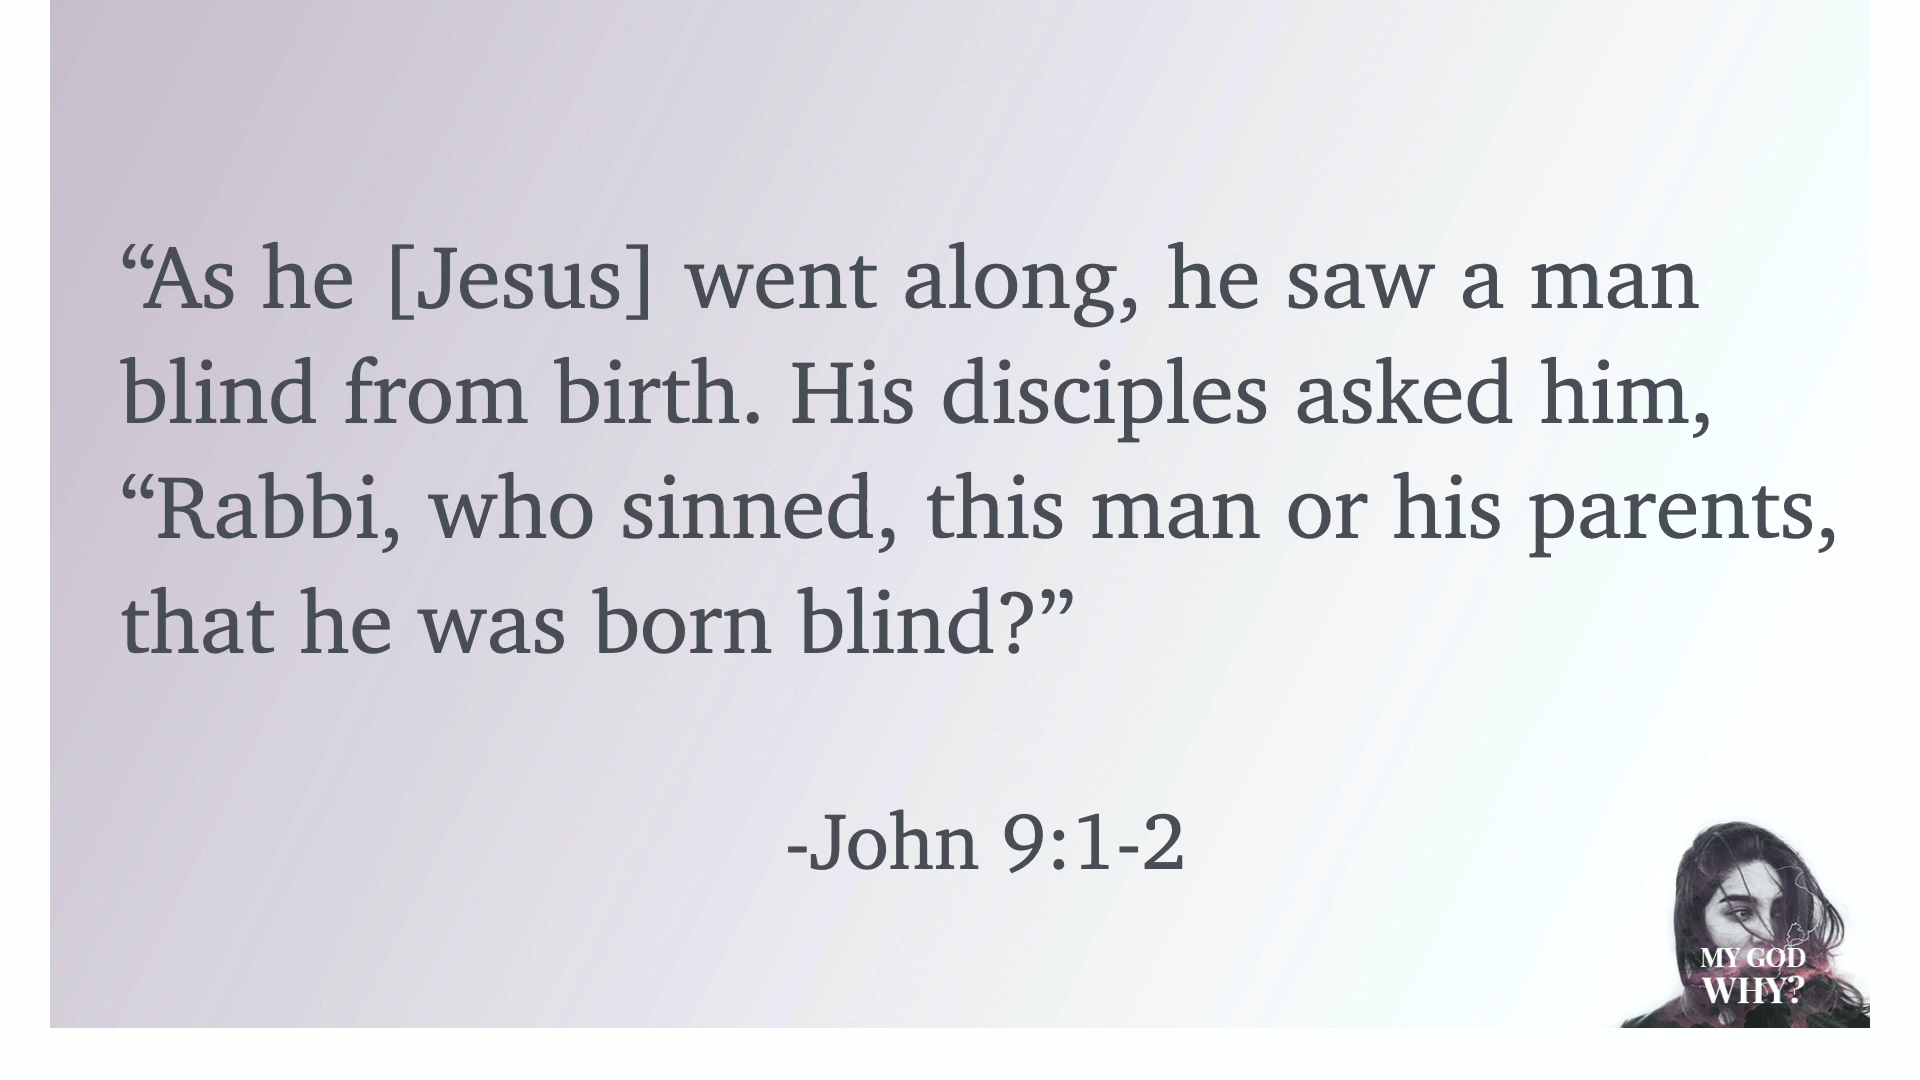 “As he [Jesus] went along, he saw a man
blind from birth. His disciples asked him,
“Rabbi, who sinned, this man or his parents,
that he was born blind?”
-John 9:1-2
MY GOD
WHY?